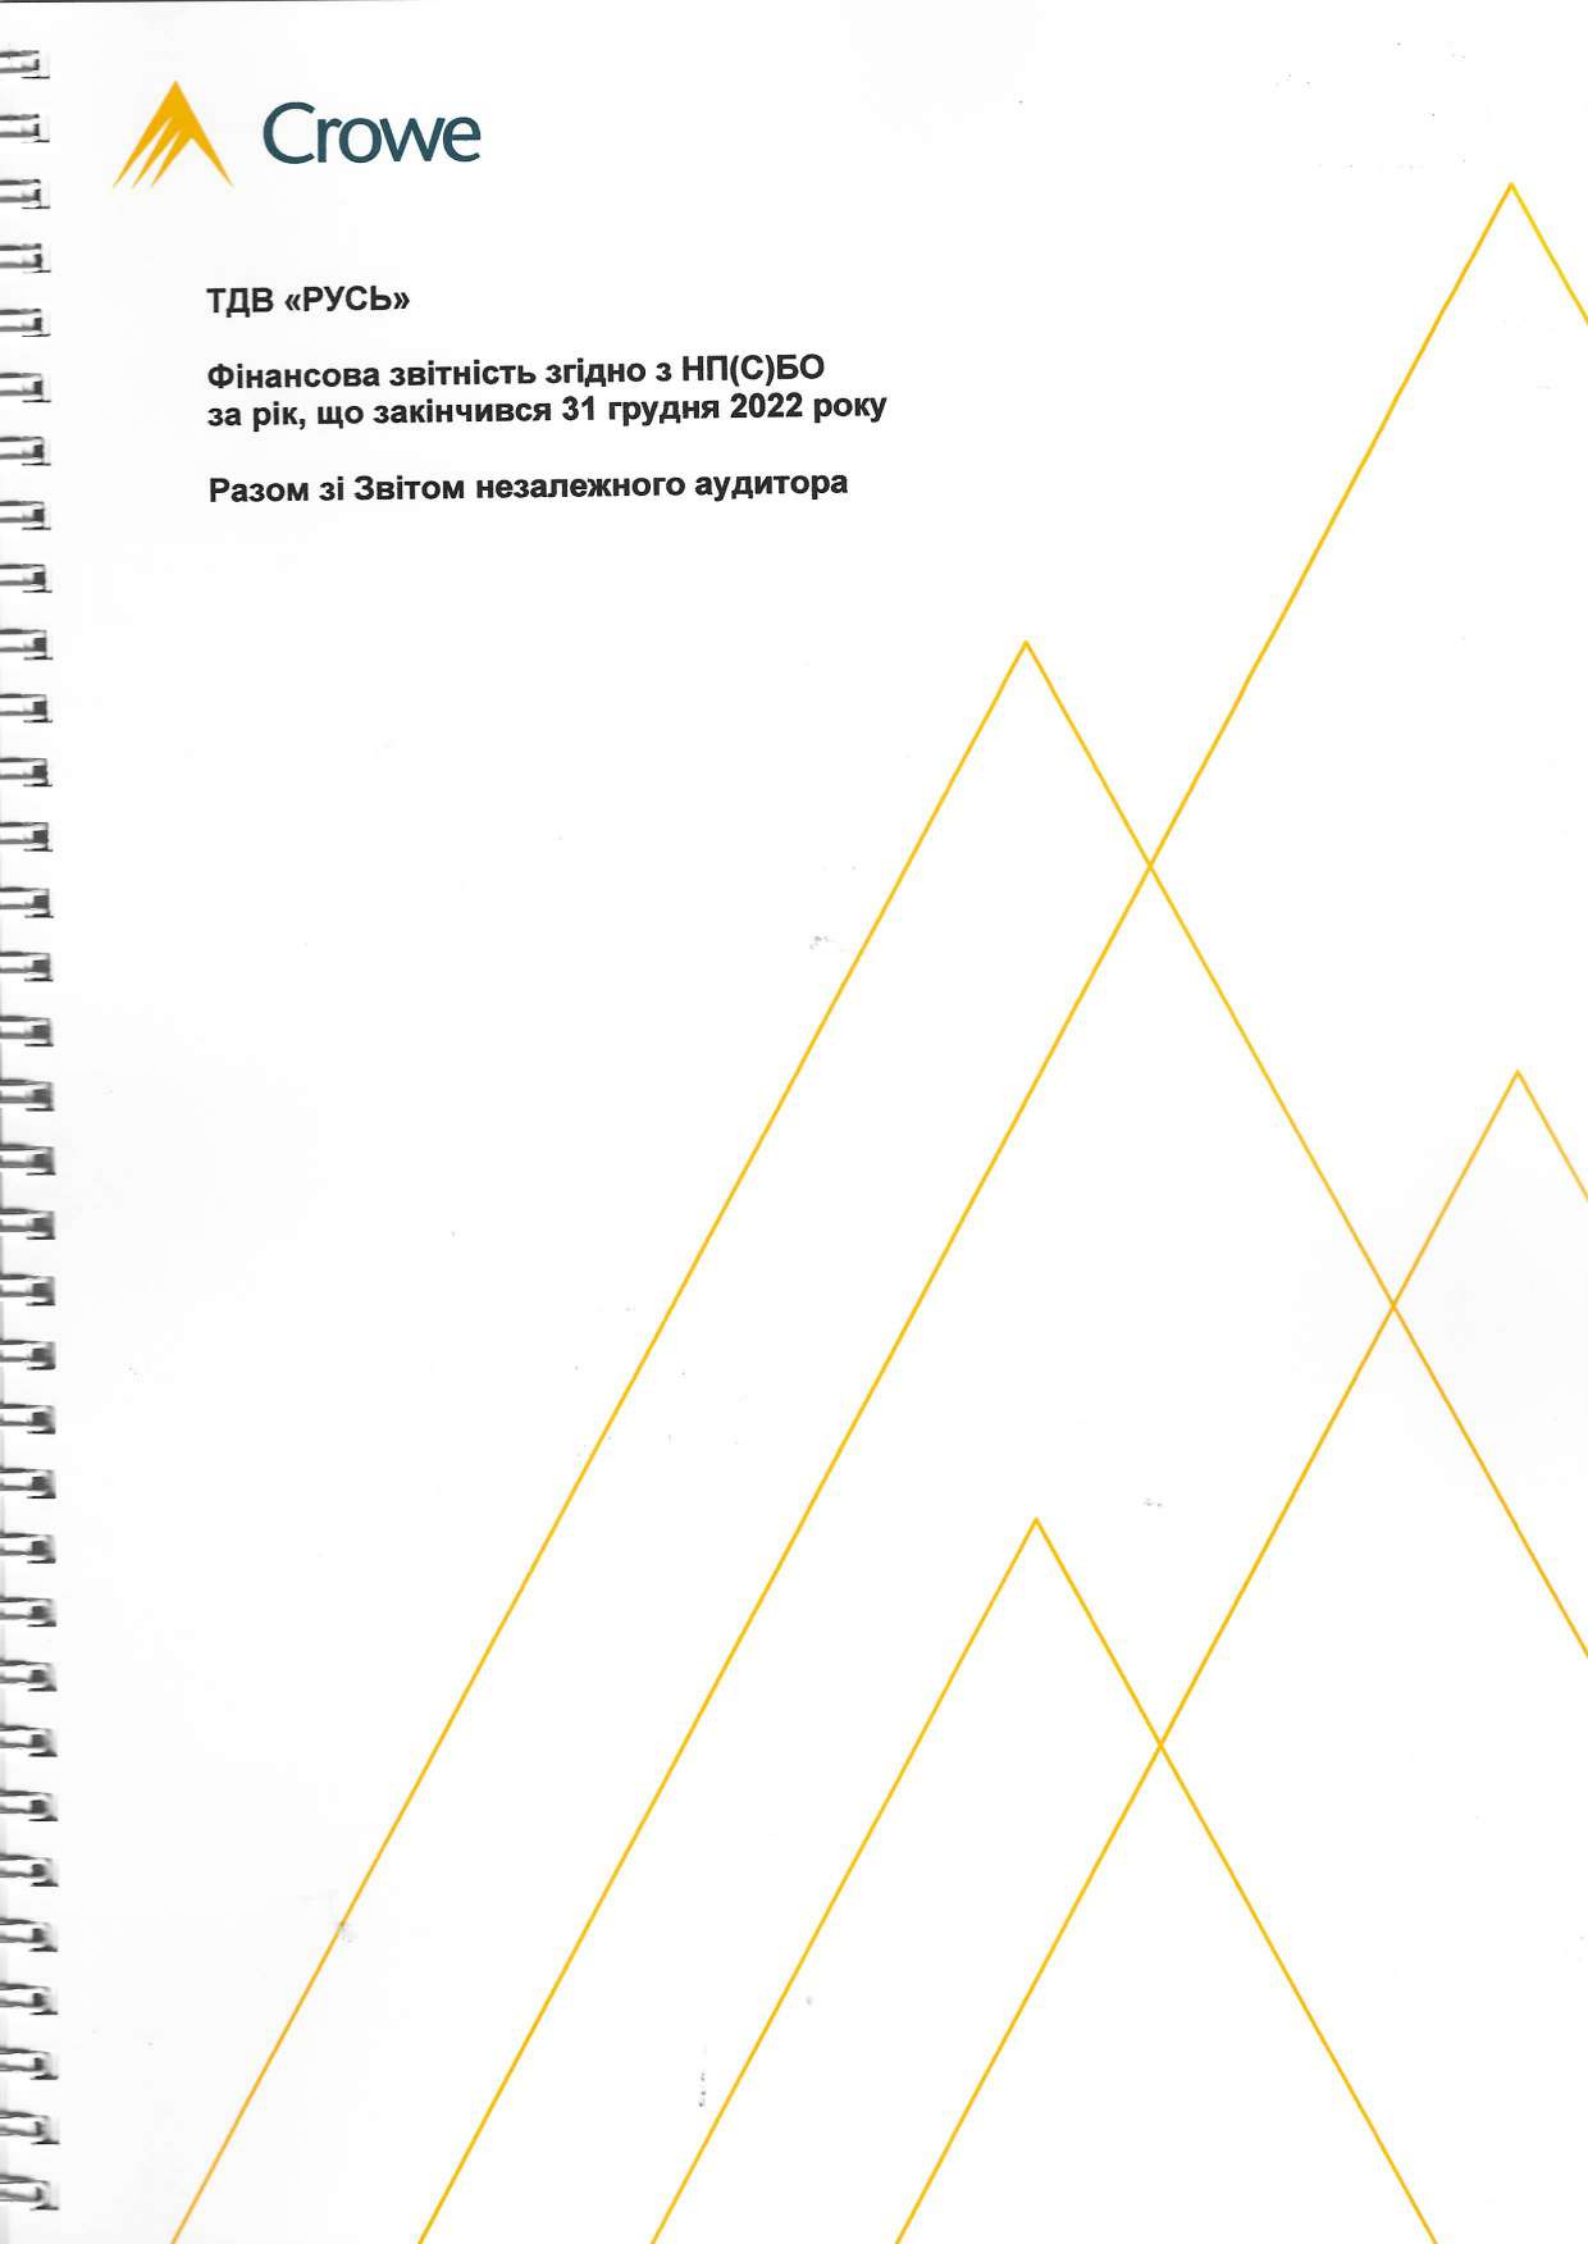 Crowe
ТДВ «РУСЬ»
Фінансова звітність згідно з НП(С)БО
за рік, що закінчився 31 грудня 2022 року
Разом зі Звітом незалежного аудитора